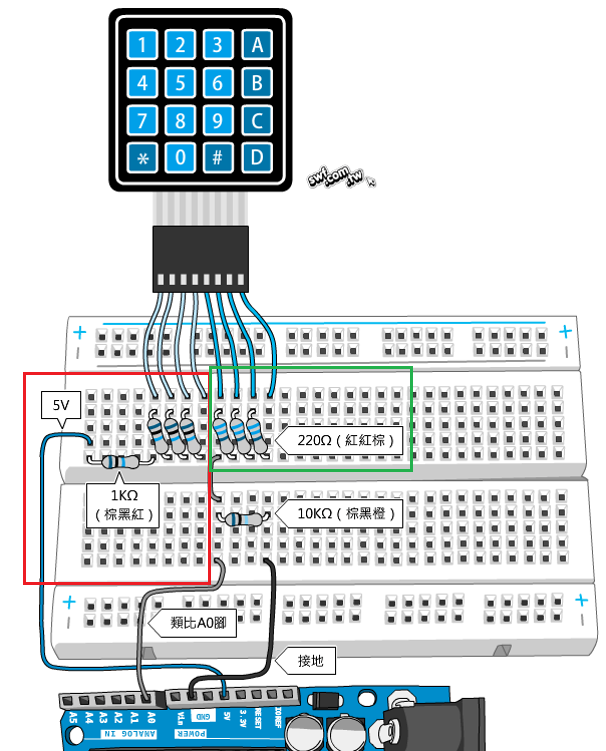 1 2 3 A
4 5 6 B
7 8 9 C
* 0 # D
swf.com.tw
+ +
− −
5V
220Ω（紅紅棕）
1KΩ
（棕黑紅）
10KΩ（棕黑橙）
+ +
− −
類比A0腳
接地
A5 A4 A3 A2 A1 A0
Vin GND 5V 3.3V RESET IOREF
ANALOG IN
POWER